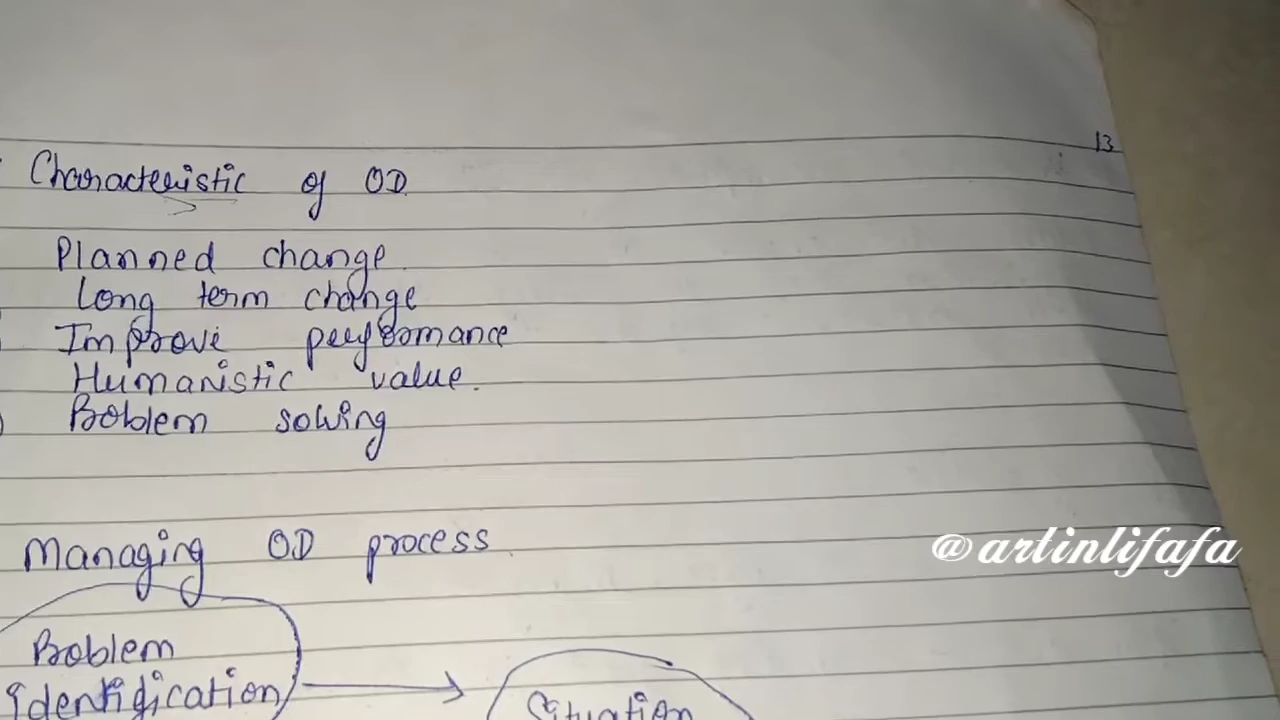 13
Characteristic of OD
Planned change
Long term change
Improve performance
Humanistic value.
Problem solving
Managing OD process
@artinlifafa
Problem
identification
Situation